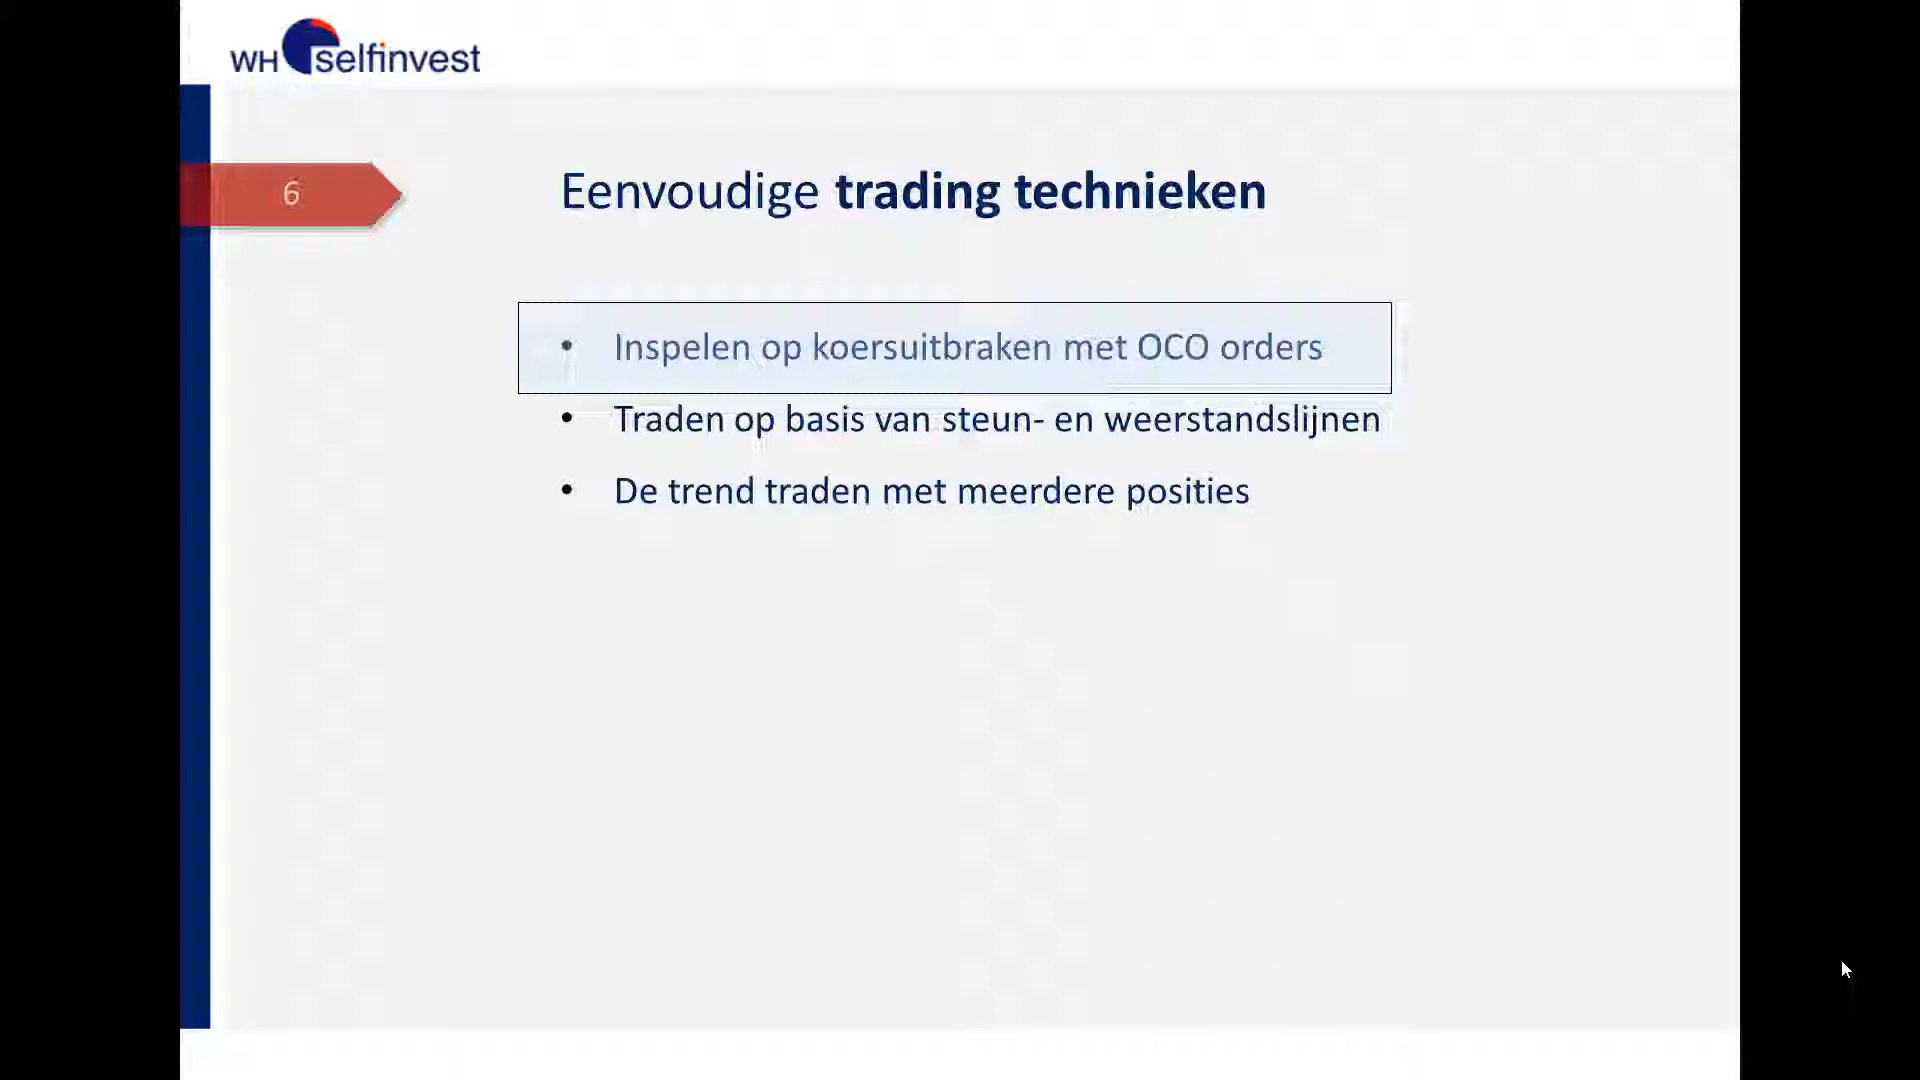 WH selfinvest
6
Eenvoudige trading technieken
• Inspelen op koersuitbraken met OCO orders
• Traden op basis van steun- en weerstandslijnen
• De trend traden met meerdere posities